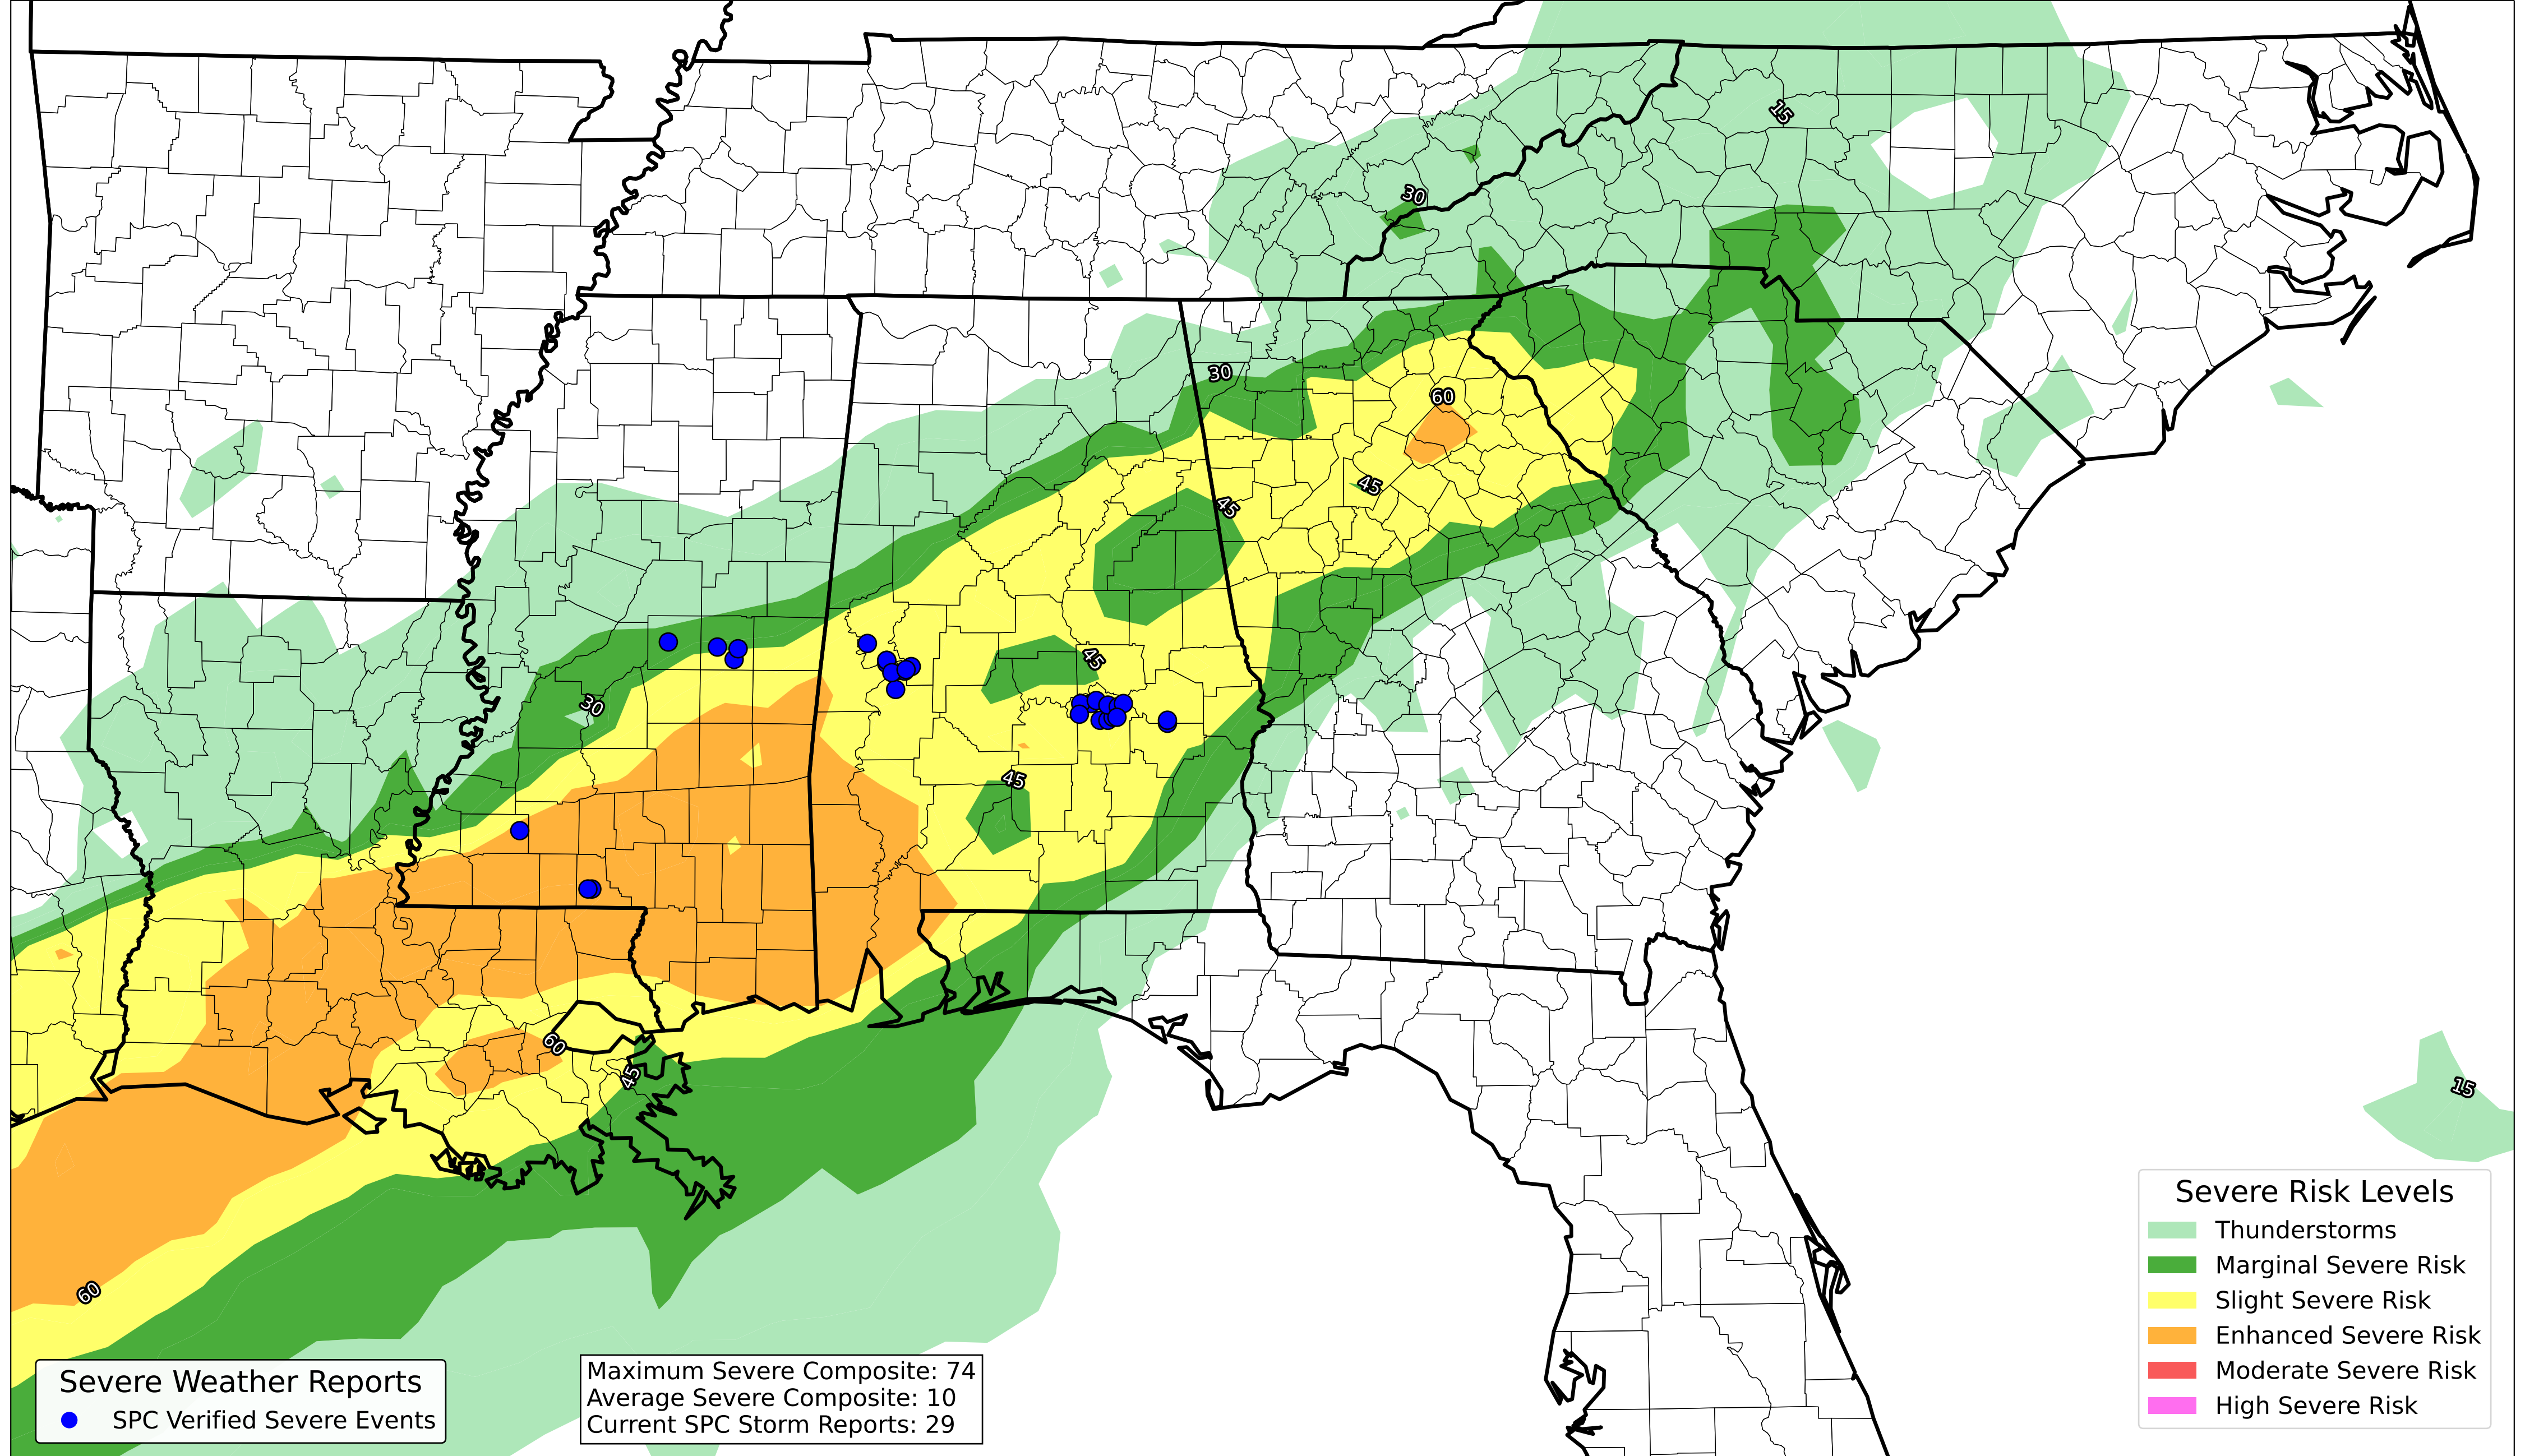 15
30
30
60
45
45
45
30
45
60
45
15
60
Severe Weather Reports
SPC Verified Severe Events
Maximum Severe Composite: 74
Average Severe Composite: 10
Current SPC Storm Reports: 29
Severe Risk Levels
Thunderstorms
Marginal Severe Risk
Slight Severe Risk
Enhanced Severe Risk
Moderate Severe Risk
High Severe Risk